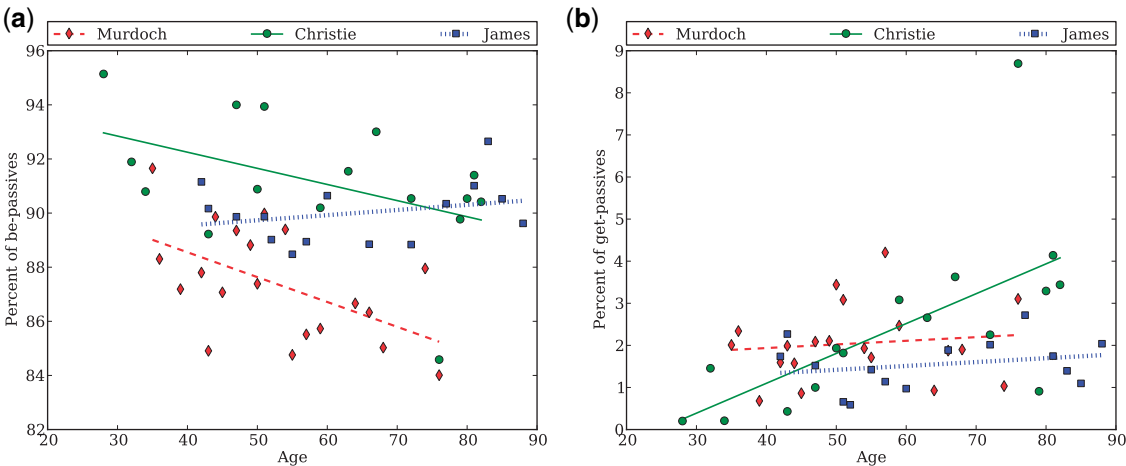 (a)
Murdoch Christie James
96
94
92
90
88
86
84
82
20 30 40 50 60 70 80 90
Percent of be-passives
Age
(b)
Murdoch Christie James
9
8
7
6
5
4
3
2
1
0
20 30 40 50 60 70 80 90
Percent of get-passives
Age